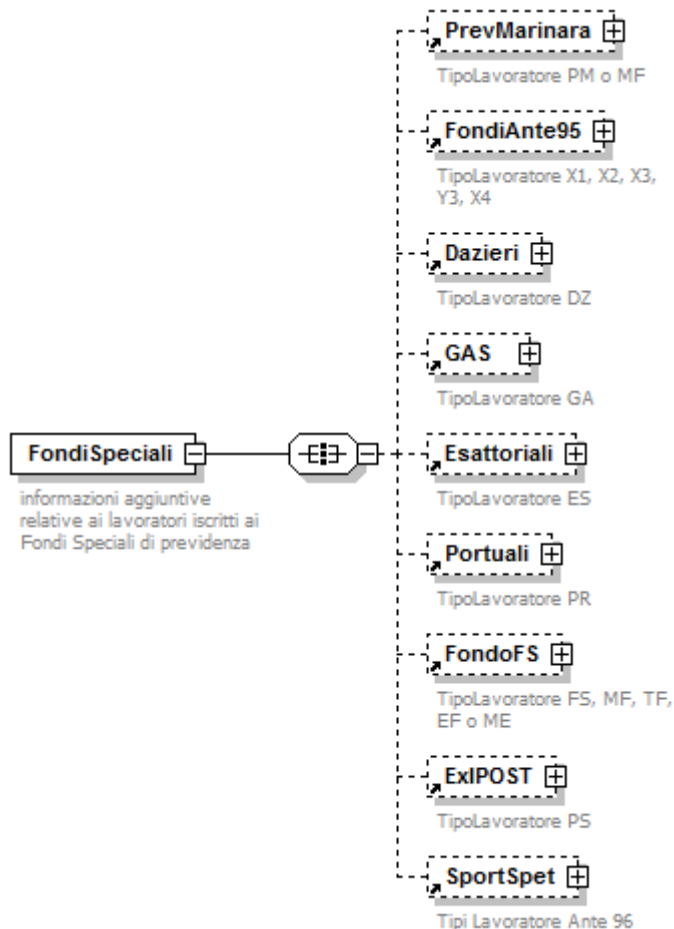 PrevMarinara
TipoLavoratore PM o MF
FondiAnte95
TipoLavoratore X1, X2, X3,
Y3, X4
Dazieri
TipoLavoratore DZ
GAS
TipoLavoratore GA
FondiSpeciali
informazioni aggiuntive
relative ai lavoratori iscritti ai
Fondi Speciali di previdenza
Esattoriali
TipoLavoratore ES
Portuali
TipoLavoratore PR
FondoFS
TipoLavoratore FS, MF, TF,
EF o ME
ExIPOST
TipoLavoratore PS
SportSpet
Tipi Lavoratore Ante 96